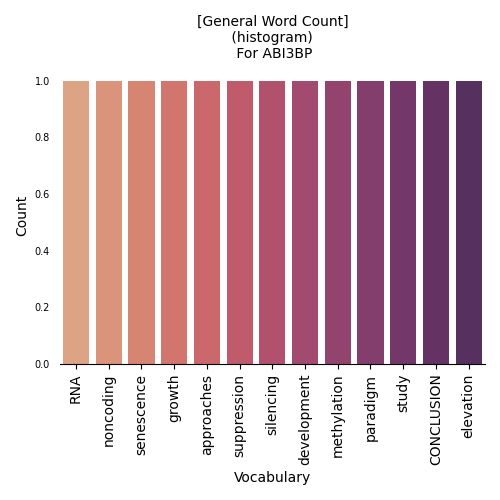 [General Word Count]
(histogram)
For ABI3BP
1.0
0.8
0.6
0.4
0.2
0.0
Count
RNA
noncoding
senescence
growth
approaches
suppression
silencing
development
methylation
paradigm
study
CONCLUSION
elevation
Vocabulary